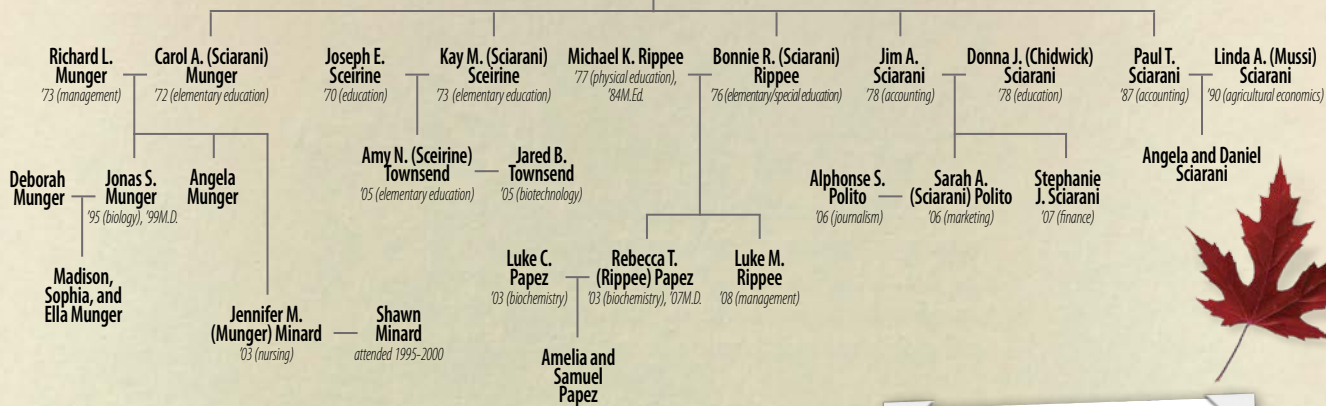 Richard L.
Munger
'73 (management)
Carol A. (Sciarani)
Munger
'72 (elementary education)
Joseph E.
Sceirine
'70 (education)
Kay M. (Sciarani)
Sceirine
'73 (elementary education)
Michael K. Rippee
'77 (physical education),
'84M.Ed.
Bonnie R. (Sciarani)
Rippee
'76 (elementary/special education)
Jim A.
Sciarani
'78 (accounting)
Donna J. (Chidwick)
Sciarani
'78 (education)
Paul T.
Sciarani
'87 (accounting)
Linda A. (Mussi)
Sciarani
'90 (agricultural economics)
Deborah
Munger
Jonas S.
Munger
'95 (biology), '99M.D.
Angela
Munger
Amy N. (Sceirine)
Townsend
'05 (elementary education)
Jared B.
Townsend
'05 (biotechnology)
Alphonse S.
Polito
'06 (journalism)
Sarah A.
(Sciarani) Polito
'06 (marketing)
Stephanie
J. Sciarani
'07 (finance)
Angela and Daniel
Sciarani
Madison,
Sophia, and
Ella Munger
Jennifer M.
(Munger) Minard
'03 (nursing)
Shawn
Minard
attended 1995-2000
Luke C.
Papez
'03 (biochemistry)
Rebecca T.
(Rippee) Papez
'03 (biochemistry), '07M.D.
Luke M.
Rippee
'08 (management)
Amelia and
Samuel
Papez